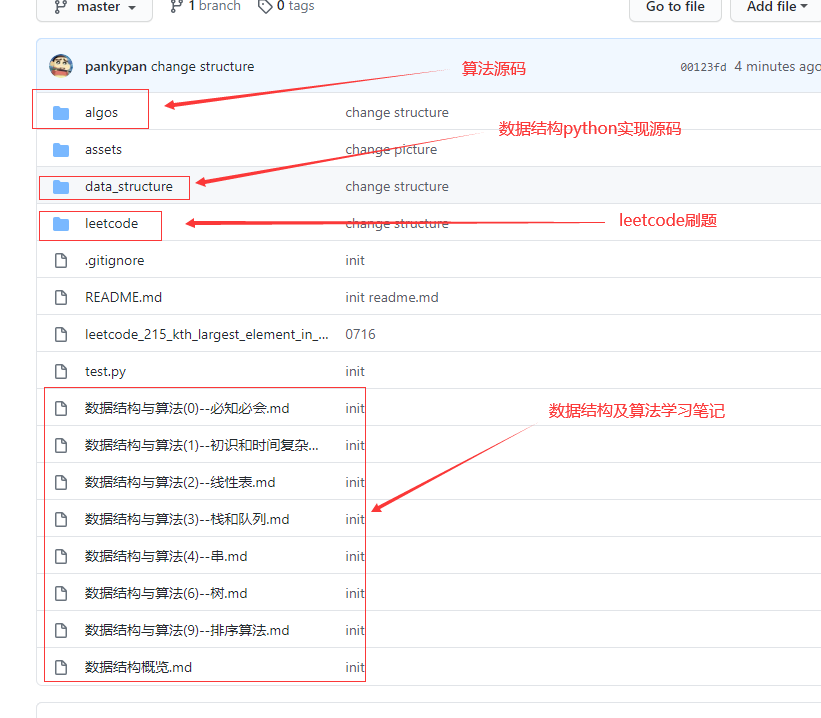 master 1 branch 0 tags Go to file Add file
pankypan change structure 00123fd 4 minutes ago
算法源码
algos change structure
数据结构python实现源码
assets change picture
data_structure change structure
leetcode change structure
leetcode刷题
.gitignore init
README.md init readme.md
leetcode_215_kth_largest_element_in_... 0716
test.py init
数据结构与算法(0)--必知必会.md init
数据结构及算法学习笔记
数据结构与算法(1)--初识和时间复杂... init
数据结构与算法(2)--线性表.md init
数据结构与算法(3)--栈和队列.md init
数据结构与算法(4)--串.md init
数据结构与算法(6)--树.md init
数据结构与算法(9)--排序算法.md init
数据结构概览.md init